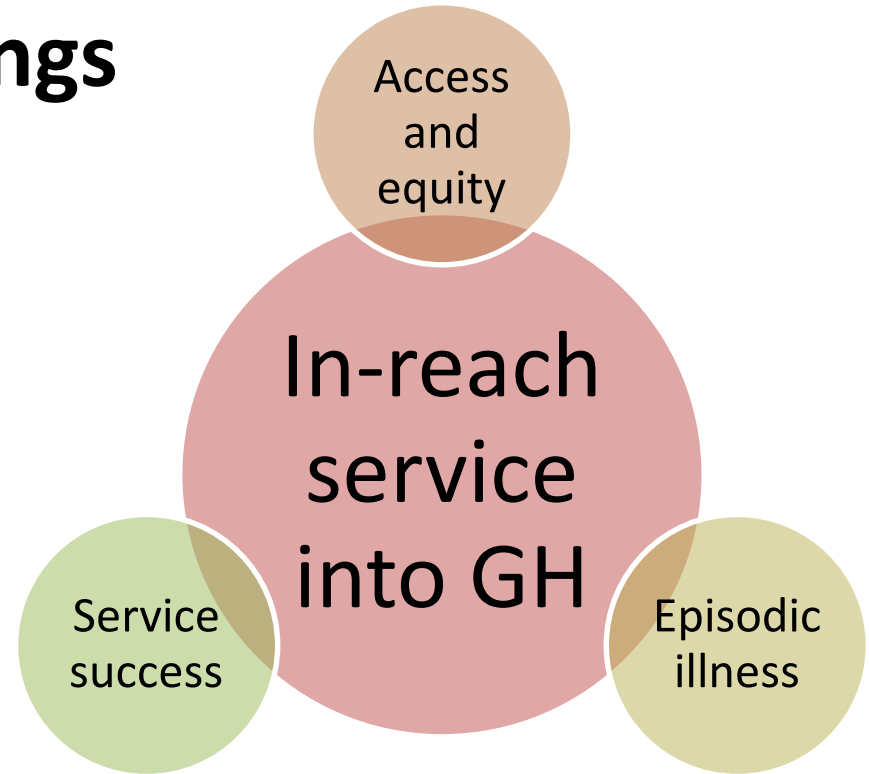 ngs
Access
and
equity
In-reach
service
into GH
Service
success
Episodic
illness